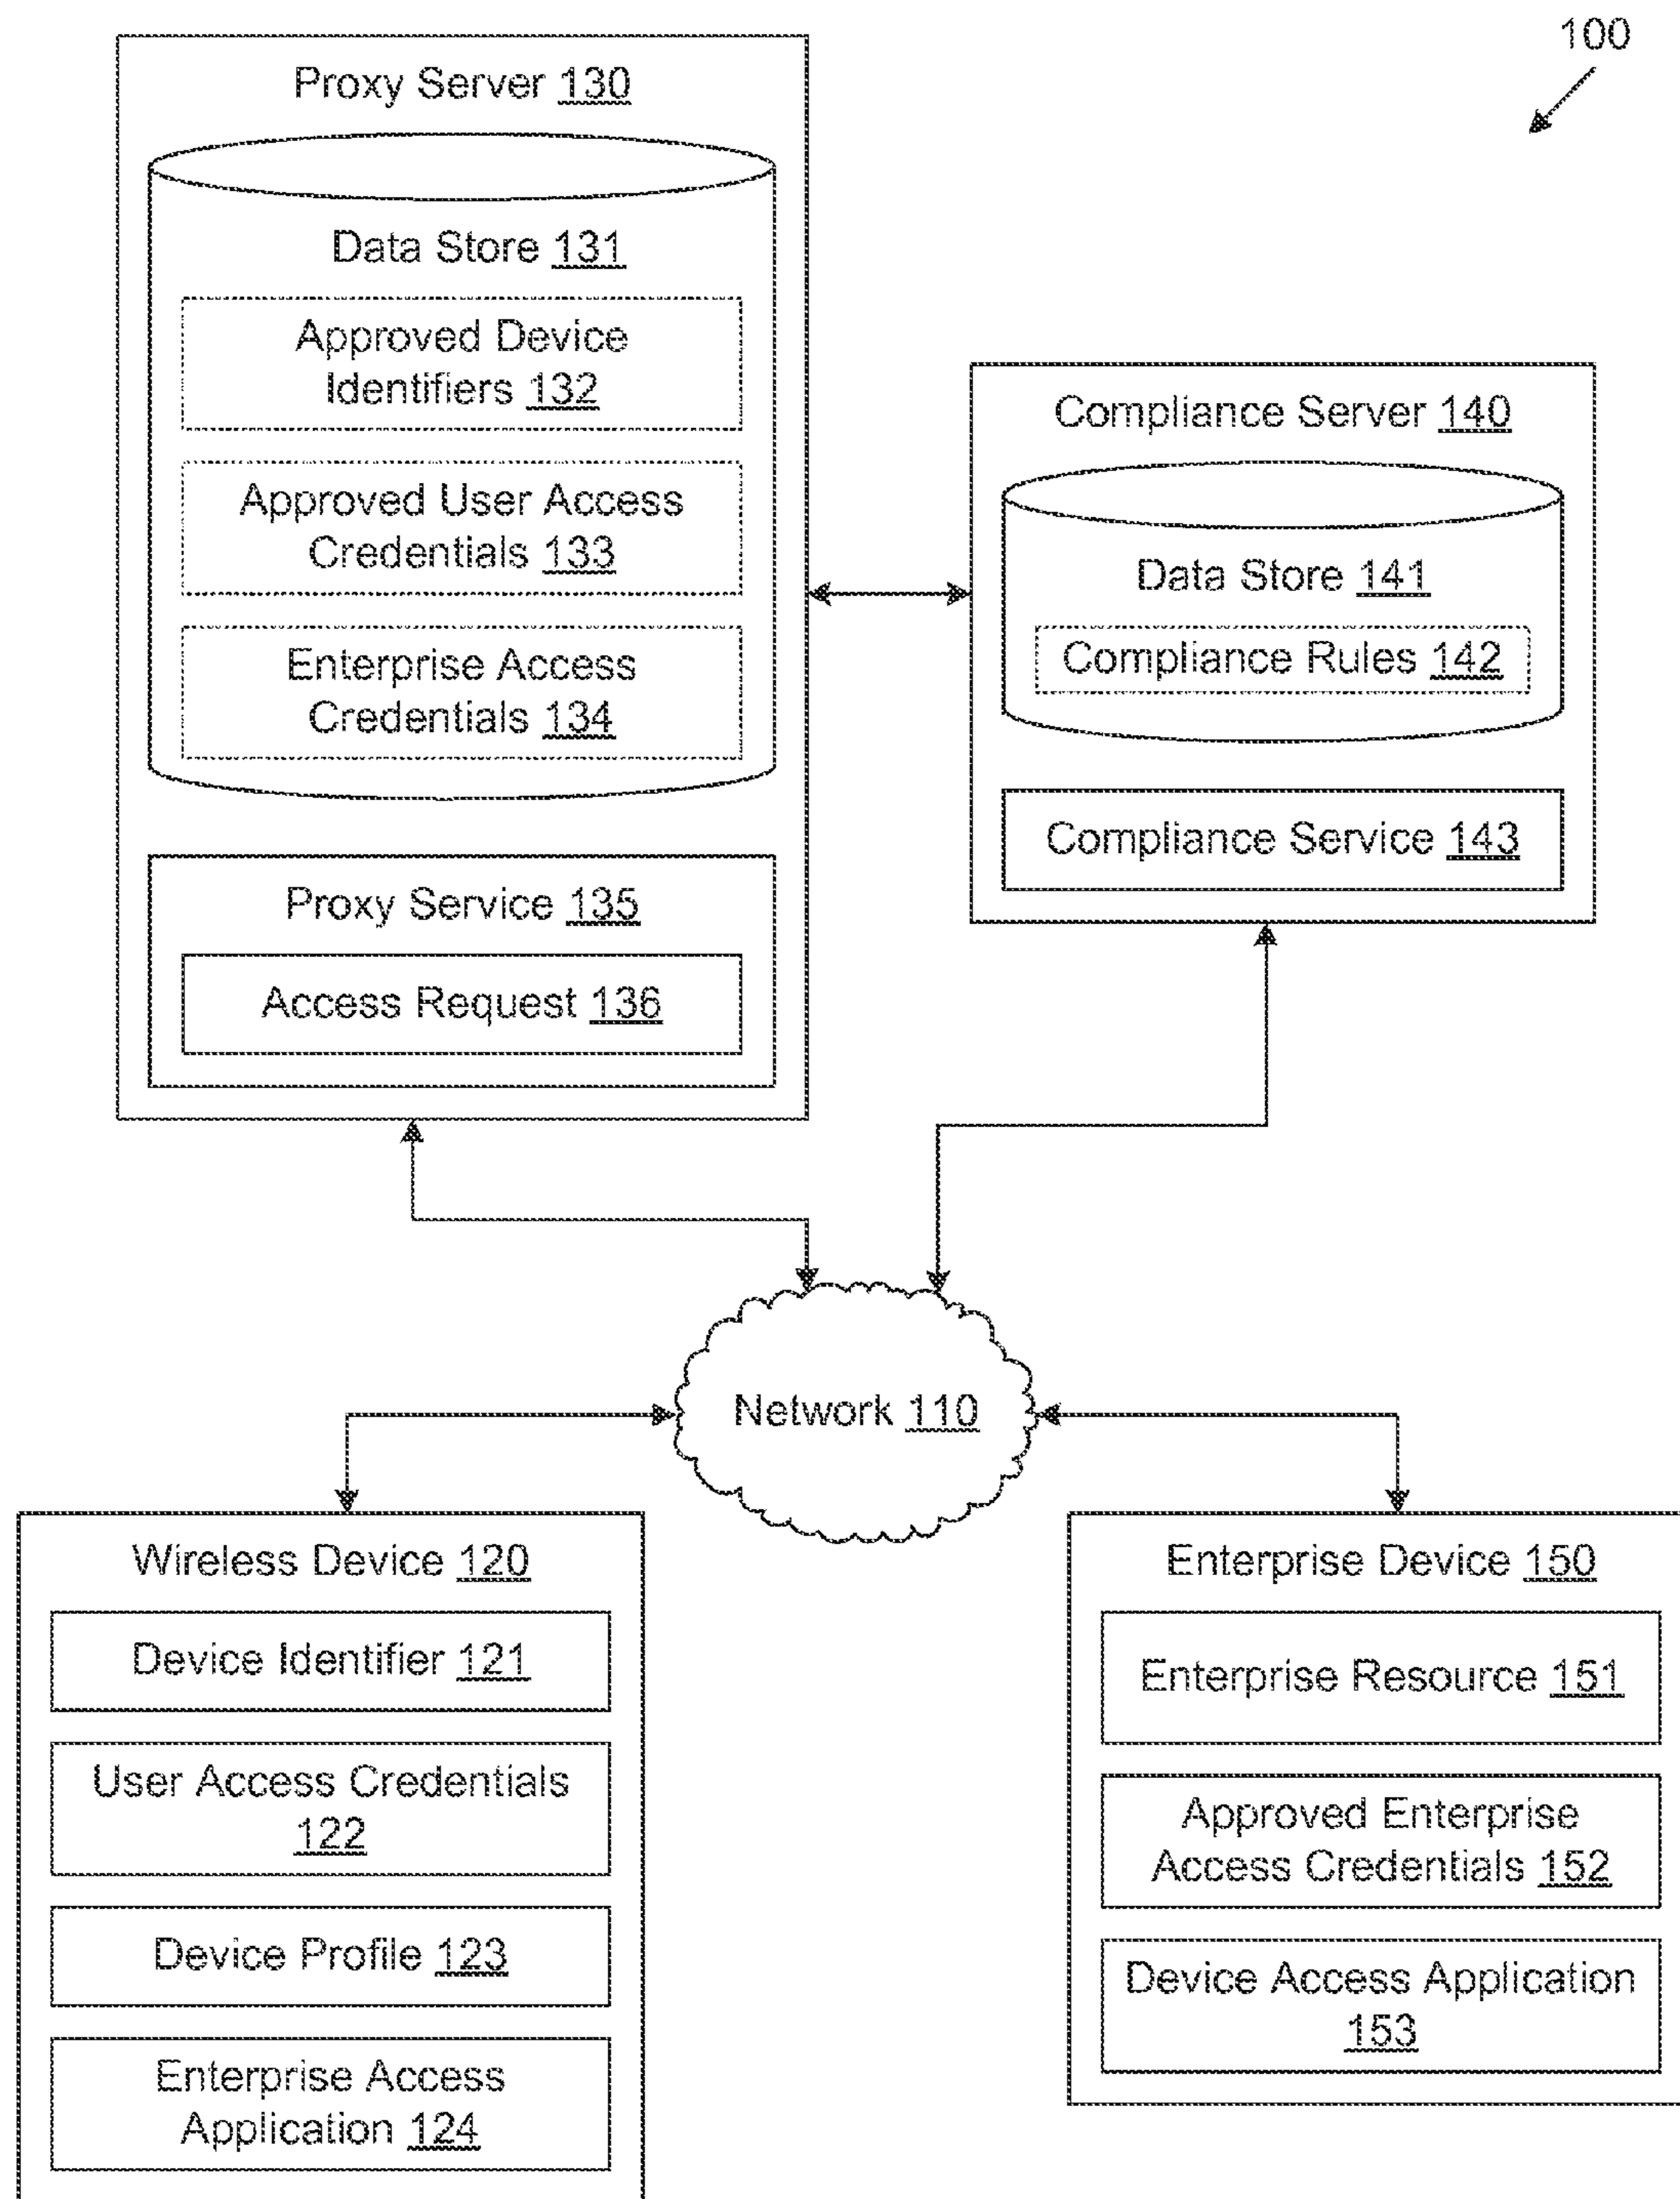 100
Proxy Server 130
Data Store 131
Approved Device
Identifiers 132
Approved User Access
Credentials 133
Enterprise Access
Credentials 134
Proxy Service 135
Access Request 136
Compliance Server 140
Data Store 141
Compliance Rules 142
Compliance Service 143
Network 110
Wireless Device 120
Device Identifier 121
User Access Credentials
122
Device Profile 123
Enterprise Access
Application 124
Enterprise Device 150
Enterprise Resource 151
Approved Enterprise
Access Credentials 152
Device Access Application
153